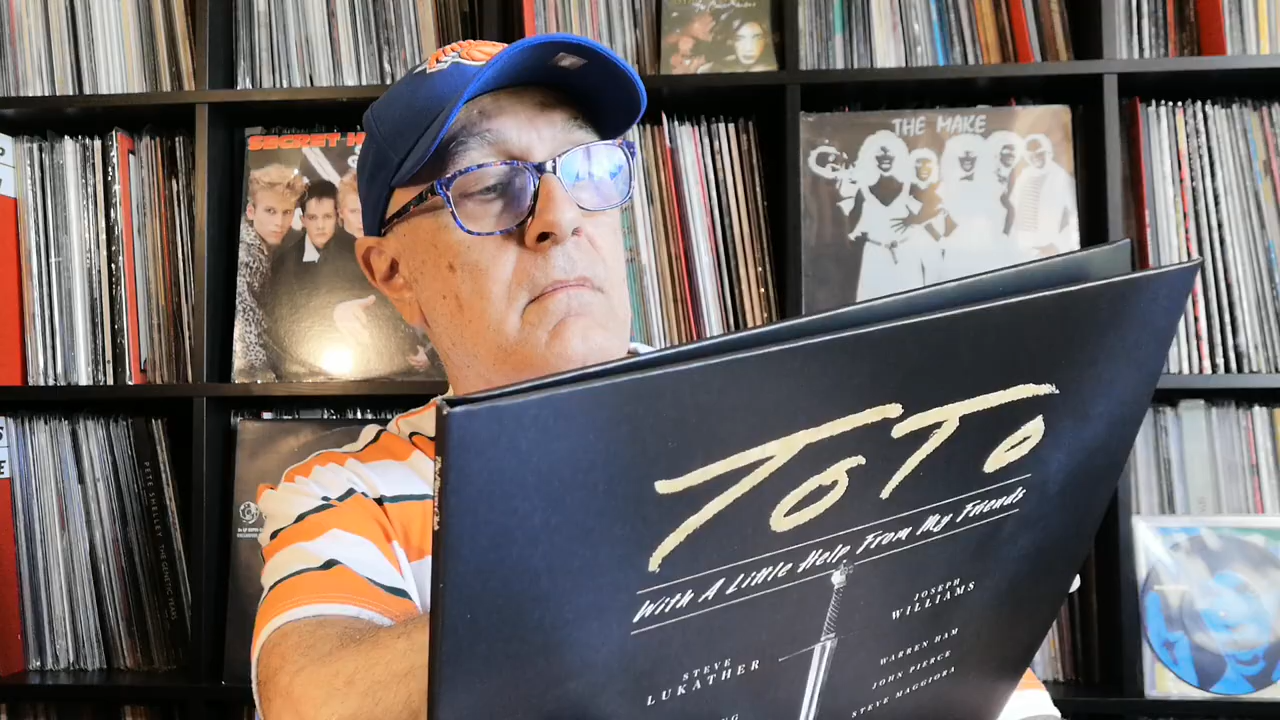 SECRET
THE MAKE
TOTO
With A Little Help From My Friends
JOSEPH
WILLIAMS
STEVE
LUKATHER
WARREN HAM
JOHN PIERCE
STEVE MAGGIORA
PETE SHELLEY THE GENETIC YEARS